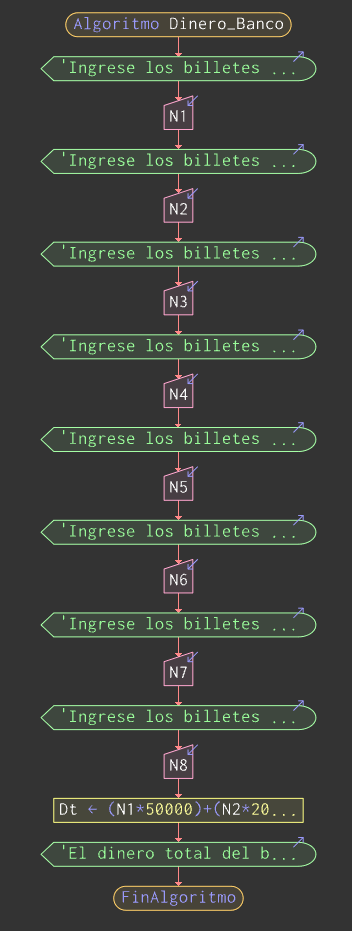 Algoritmo Dinero_Banco
'Ingrese los billetes ...
N1
'Ingrese los billetes ...
N2
'Ingrese los billetes ...
N3
'Ingrese los billetes ...
N4
'Ingrese los billetes ...
N5
'Ingrese los billetes ...
N6
'Ingrese los billetes ...
N7
'Ingrese los billetes ...
N8
Dt ← (N1*50000)+(N2*20...
'El dinero total del b...
FinAlgoritmo